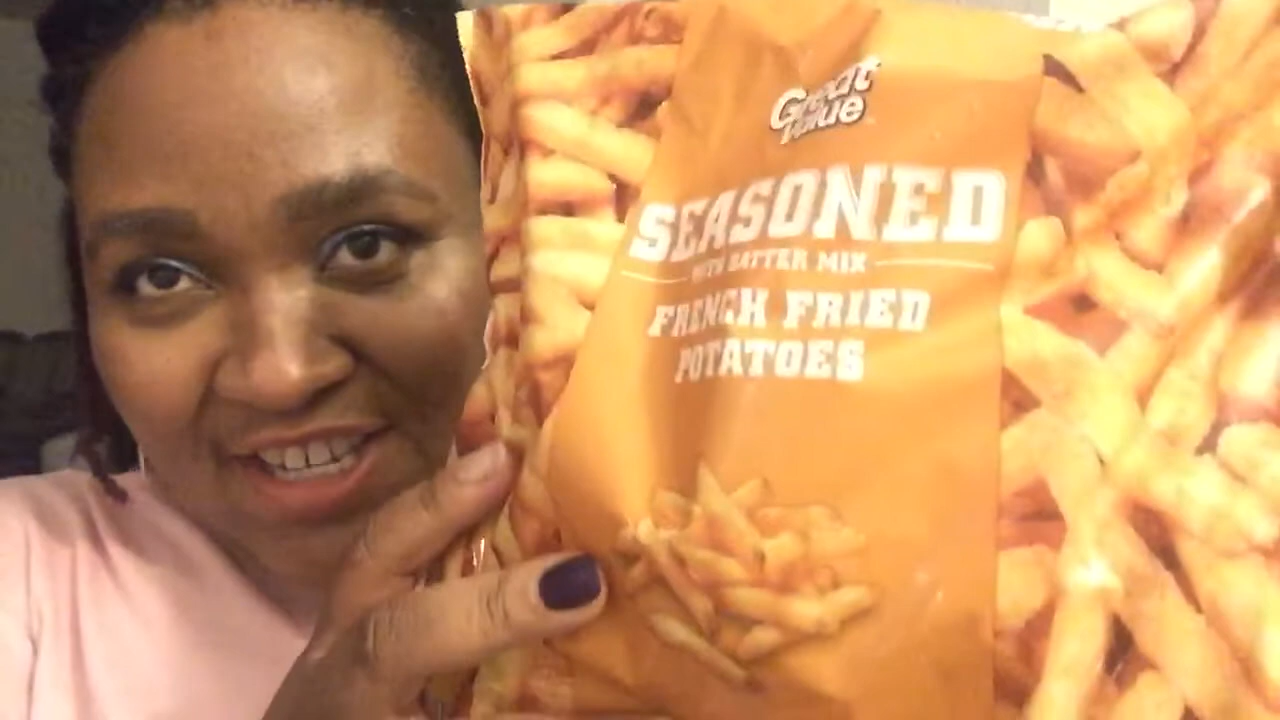 Great
Value
SEASONED
WITH BATTER MIX
FRENCH FRIED
POTATOES